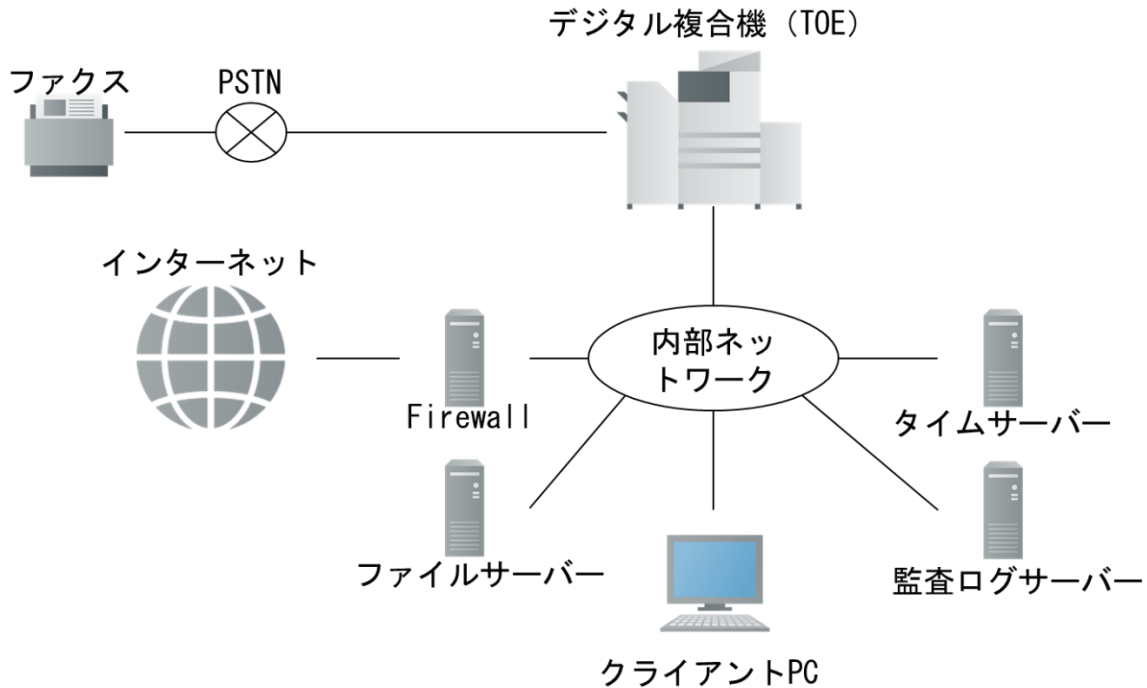 デジタル複合機（TOE）
ファクス
PSTN
インターネット
内部ネッ
トワーク
Firewall
タイムサーバー
ファイルサーバー
監査ログサーバー
クライアントPC